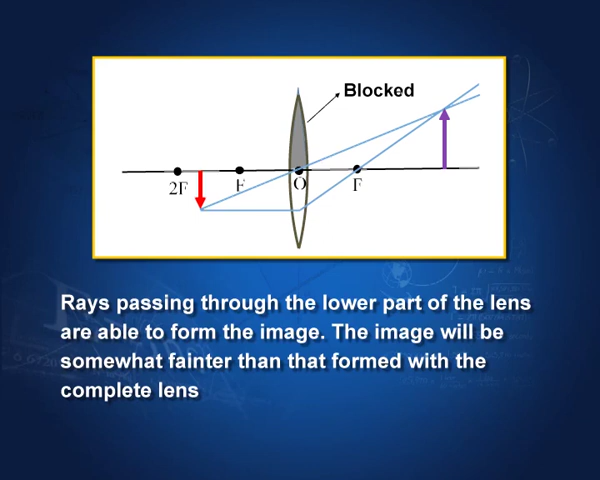 Blocked
2F F O F
Rays passing through the lower part of the lens
are able to form the image. The image will be
somewhat fainter than that formed with the
complete lens